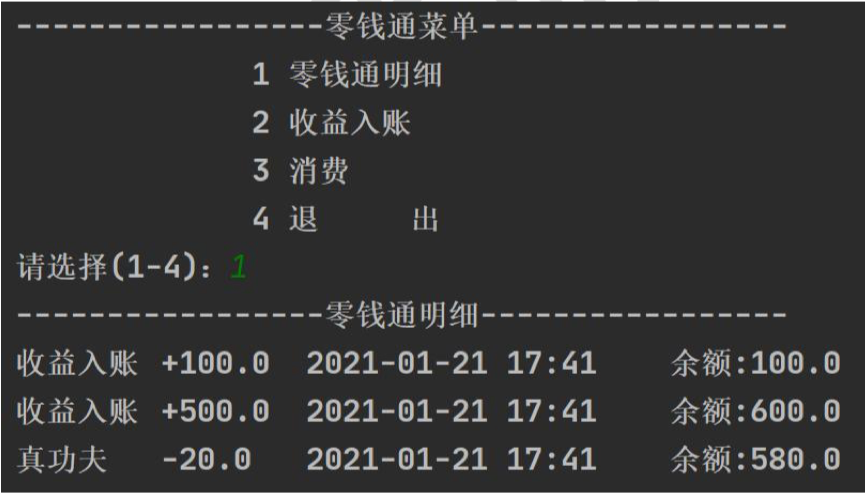 -----------------零钱通菜单-----------------
1 零钱通明细
2 收益入账
3 消费
4 退      出
请选择(1-4): 1
-----------------零钱通明细-----------------
收益入账 +100.0  2021-01-21 17:41    余额:100.0
收益入账 +500.0  2021-01-21 17:41    余额:600.0
真功夫   -20.0   2021-01-21 17:41    余额:580.0